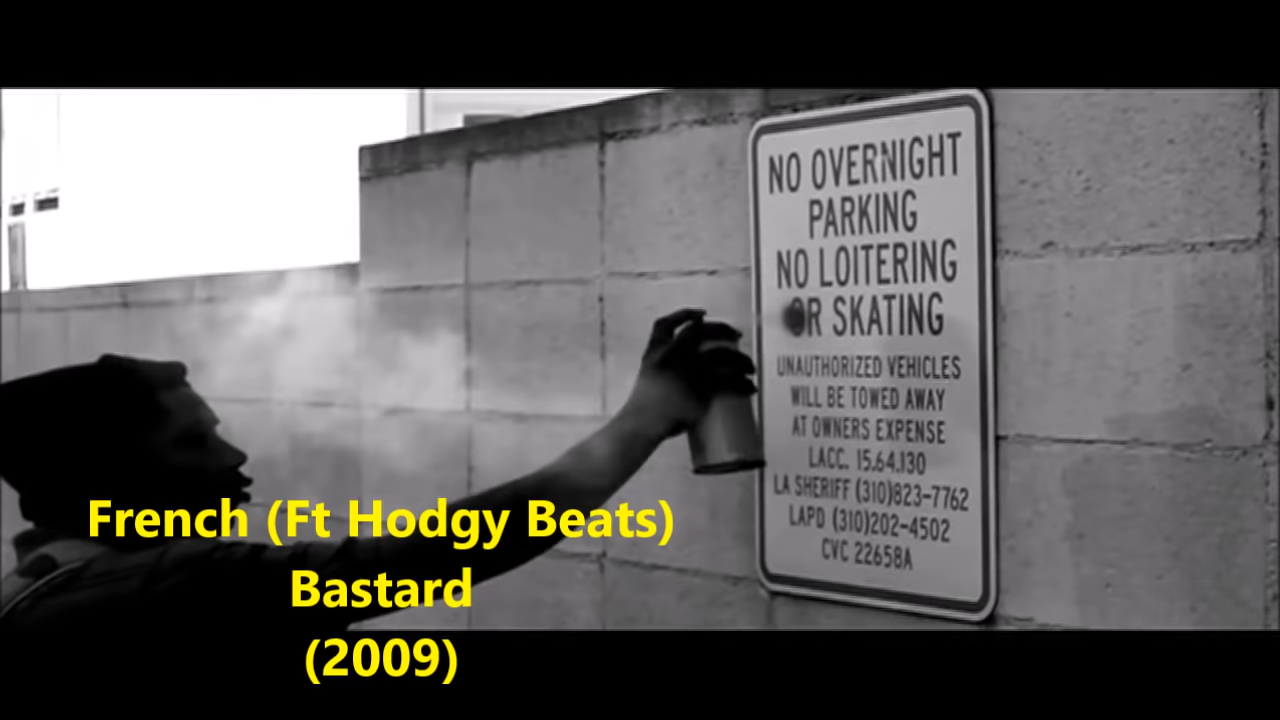 NO OVERNIGHT
PARKING
NO LOITERING
OR SKATING
UNAUTHORIZED VEHICLES
WILL BE TOWED AWAY
AT OWNERS EXPENSE
LACC. 15.64.130
LA SHERIFF (310)823-7762
LAPD (310)202-4502
CVC 22658A
French (Ft Hodgy Beats)
Bastard
(2009)